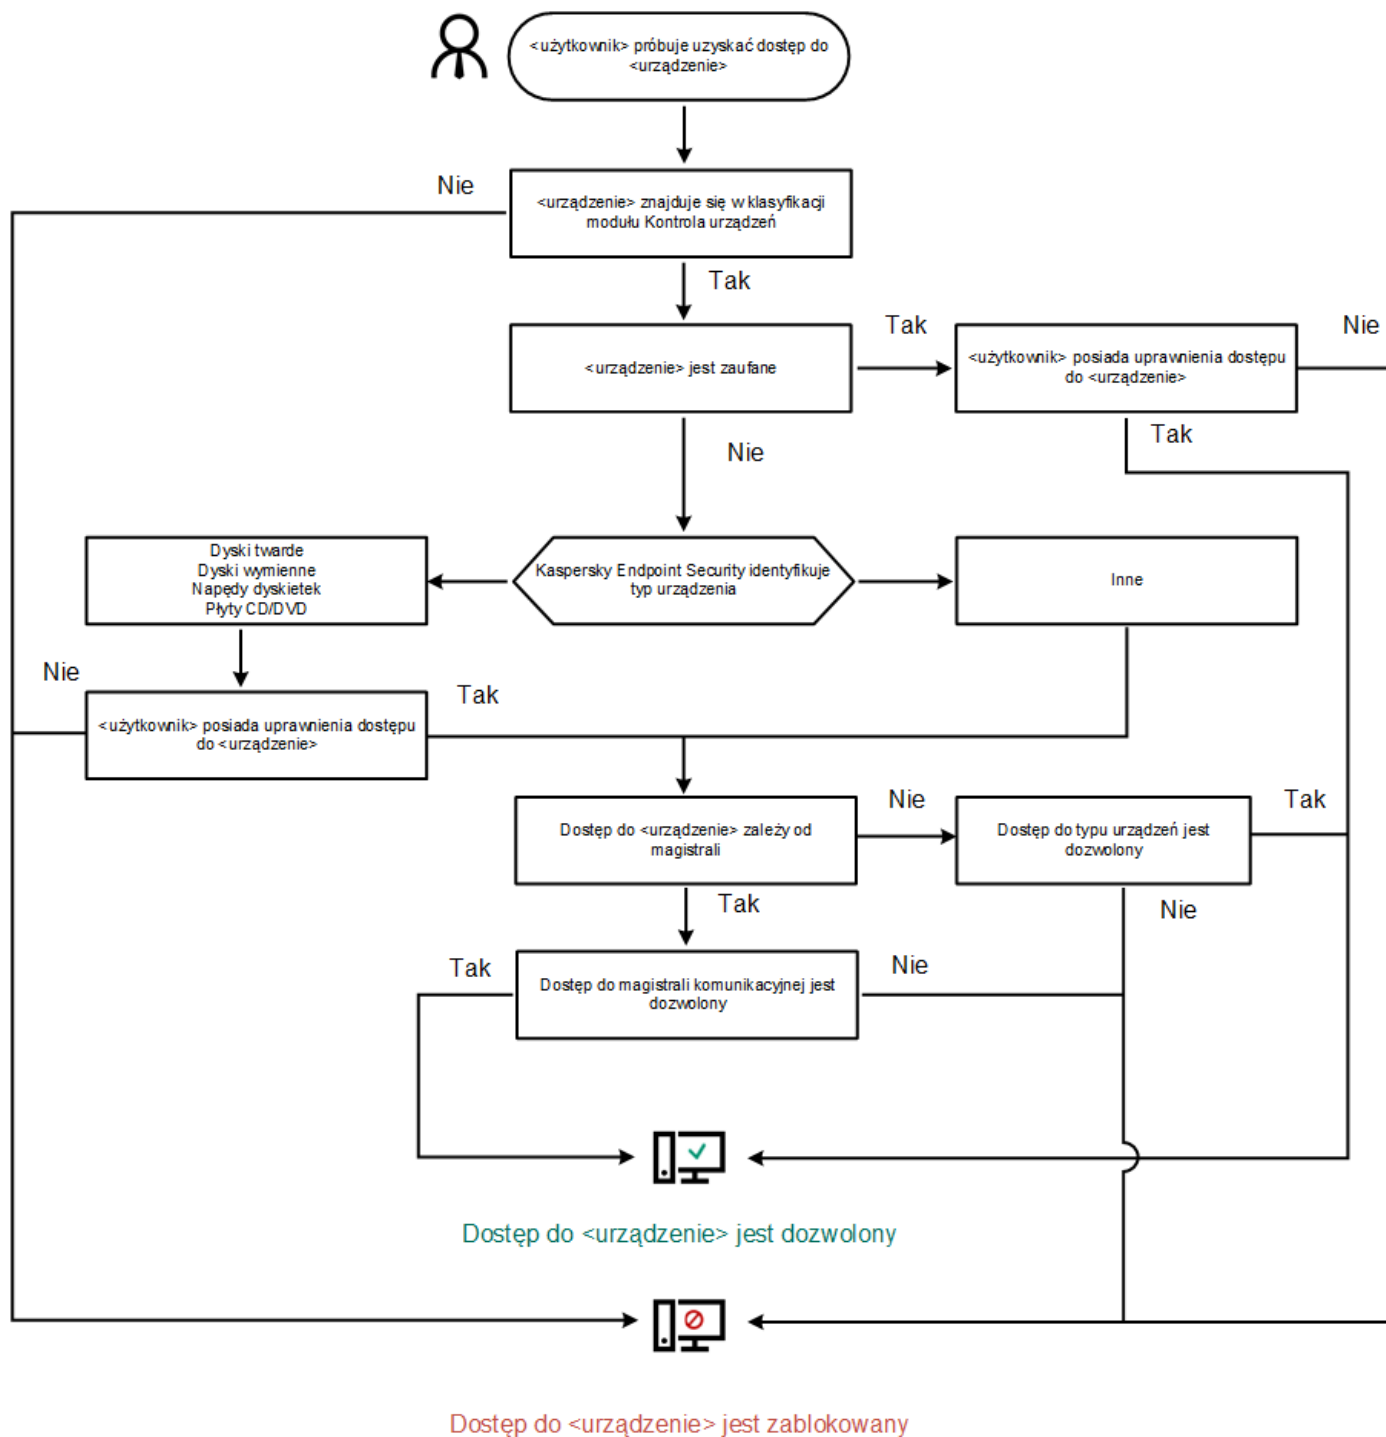 <użytkownik> próbuje uzyskać dostęp do
<urządzenie>
Nie
<urządzenie> znajduje się w klasyfikacji
modułu Kontrola urządzeń
Tak
<urządzenie> jest zaufane
Tak
<użytkownik> posiada uprawnienia dostępu
do <urządzenie>
Nie
Tak
Nie
Dyski twarde
Dyski wymienne
Napędy dyskietek
Płyty CD/DVD
Kaspersky Endpoint Security identyfikuje
typ urządzenia
Inne
Nie
<użytkownik> posiada uprawnienia dostępu
do <urządzenie>
Tak
Dostęp do <urządzenie> zależy od
magistrali
Nie
Dostęp do typu urządzeń jest
dozwolony
Tak
Tak
Nie
Tak
Dostęp do magistrali komunikacyjnej jest
dozwolony
Nie
Dostęp do <urządzenie> jest dozwolony
Dostęp do <urządzenie> jest zablokowany